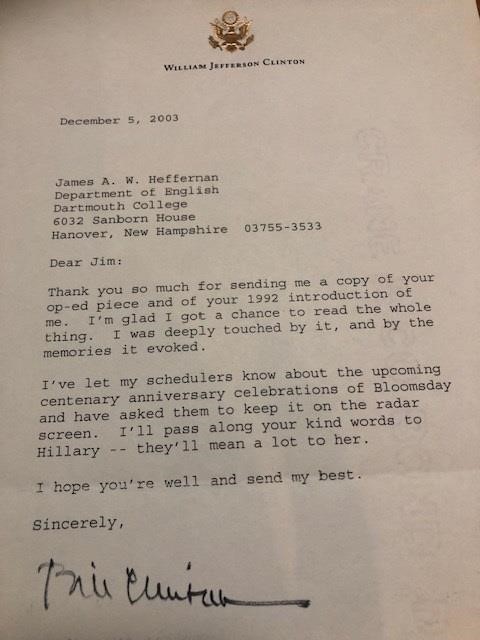 WILLIAM JEFFERSON CLINTON
December 5, 2003
James A. W. Heffernan
Department of English
Dartmouth College
6032 Sanborn House
Hanover, New Hampshire 03755-3533
Dear Jim:
Thank you so much for sending me a copy of your
op-ed piece and of your 1992 introduction of
me. I'm glad I got a chance to read the whole
thing. I was deeply touched by it, and by the
memories it evoked.
I've let my schedulers know about the upcoming
centenary anniversary celebrations of Bloomsday
and have asked them to keep it on the radar
screen. I'll pass along your kind words to
Hillary -- they'll mean a lot to her.
I hope you're well and send my best.
Sincerely,
Bill Clinton